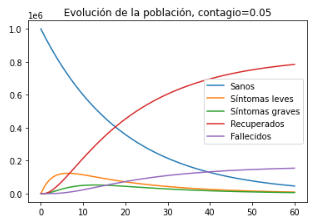 Evolución de la población, contagio=0.05
1e6
1.0
0.8
0.6
0.4
0.2
0.0
Sanos
Síntomas leves
Síntomas graves
Recuperados
Fallecidos
0 10 20 30 40 50 60